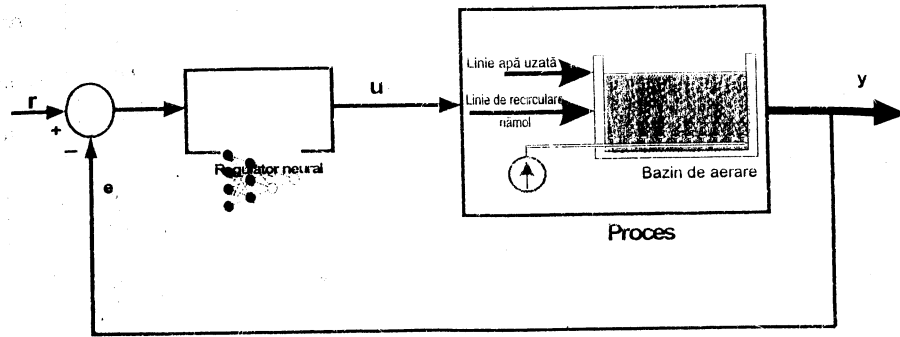 r
+
−
e
Regulator neural
u
Linie apă uzată
Linie de recirculare
nămol
Bazin de aerare
Proces
y